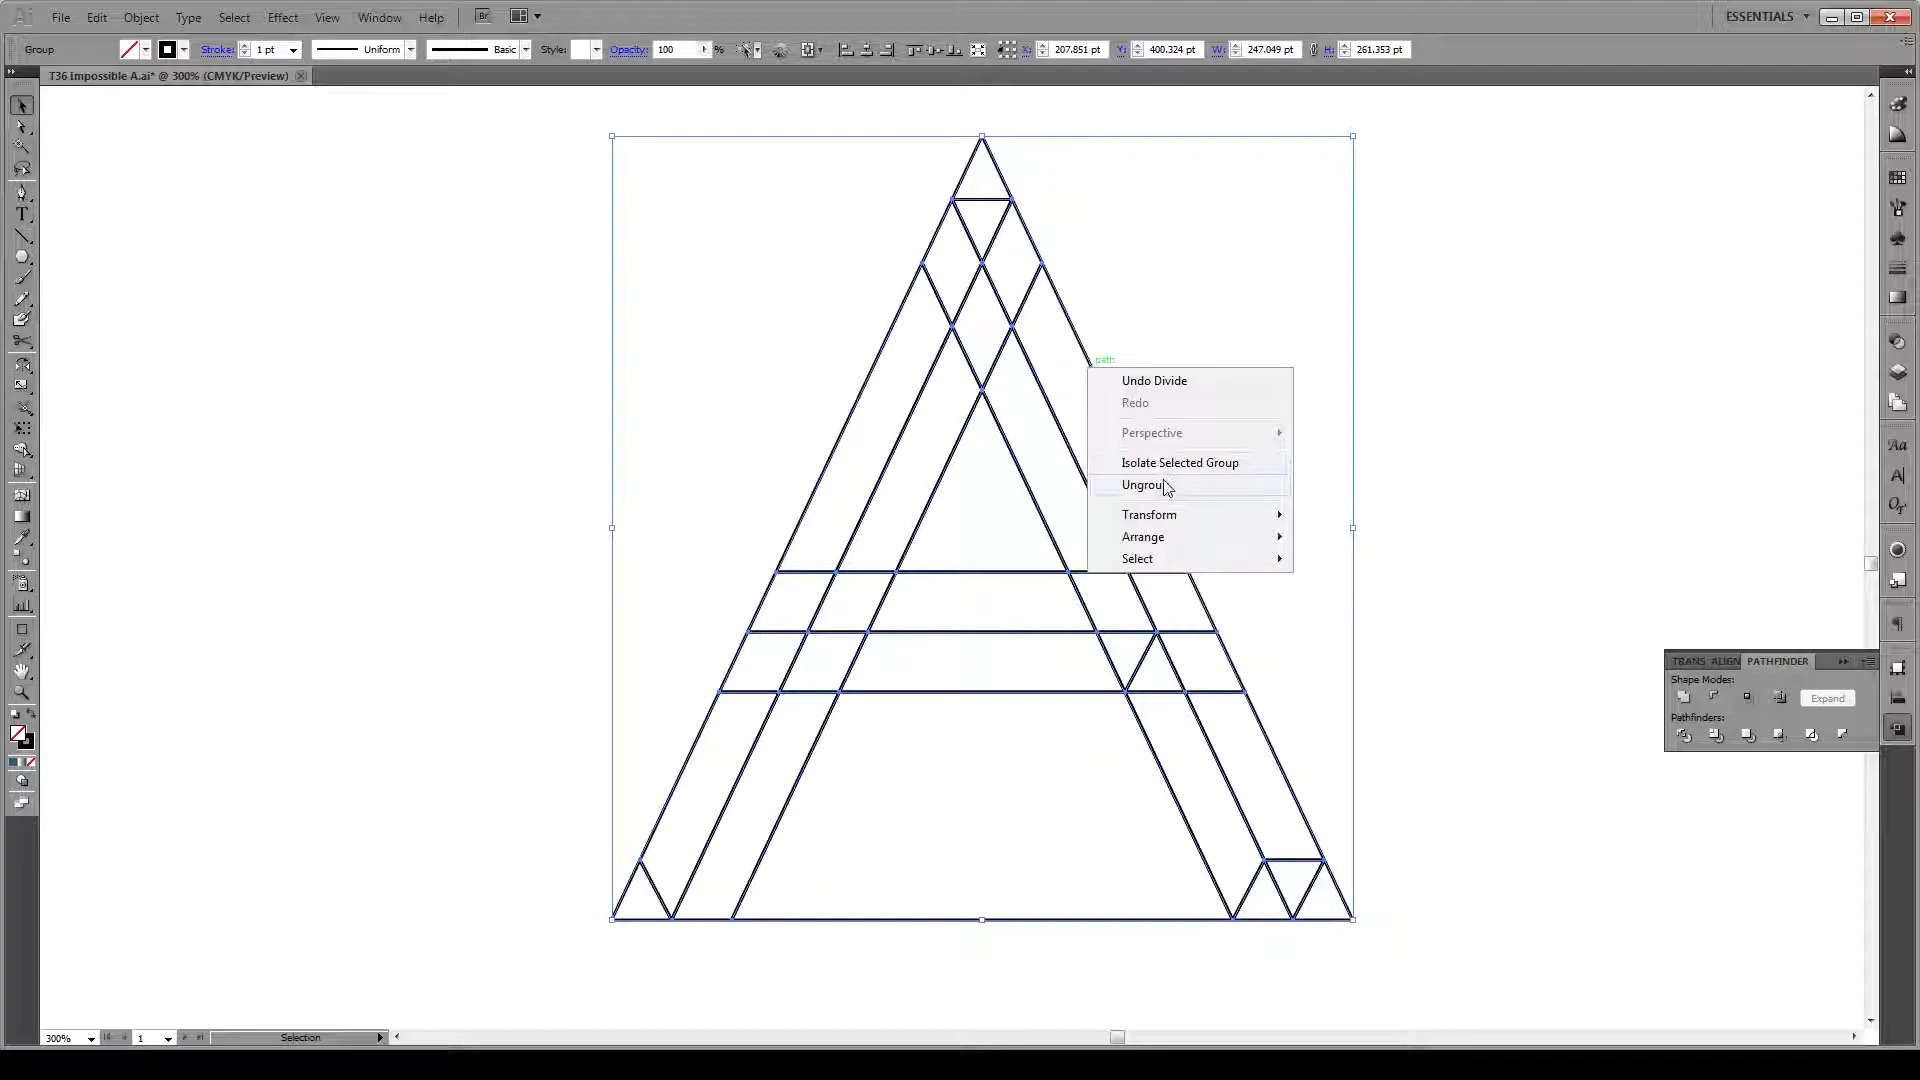 Ai File Edit Object Type Select Effect View Window Help Br ESSENTIALS
Group Stroke: 1 pt Uniform Basic Style: Opacity: 100 % X: 207.851 pt Y: 400.324 pt W: 247.049 pt H: 261.353 pt
T36 Impossible A.ai* @ 300% (CMYK/Preview)
path
Undo Divide
Redo
Perspective
Isolate Selected Group
Ungroup
Transform
Arrange
Select
TRANS ALIGN PATHFINDER
Shape Modes:
Expand
Pathfinders:
300% 1 Selection